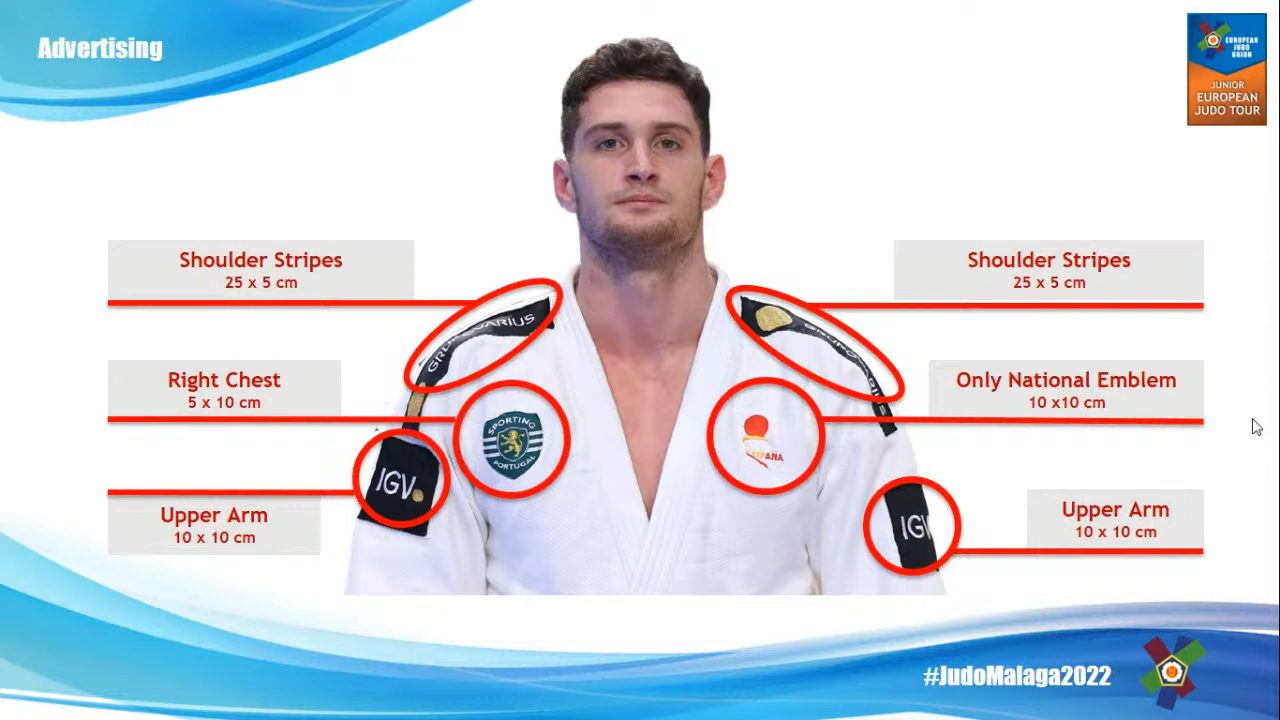 Advertising
EUROPEAN
JUDO
UNION
JUNIOR
EUROPEAN
JUDO TOUR
Shoulder Stripes
25 x 5 cm
Shoulder Stripes
25 x 5 cm
Right Chest
5 x 10 cm
Only National Emblem
10 x10 cm
SPORTING
PORTUGAL
IGV
Upper Arm
10 x 10 cm
Upper Arm
10 x 10 cm
#JudoMalaga2022